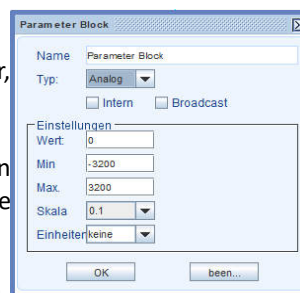 Parameter Block
Name Parameter Block
r,
Typ: Analog
Intern Broadcast
Einstellungen
Wert: 0
n
Min -3200
e
Max. 3200
Skala 0.1
Einheiten keine
OK been...